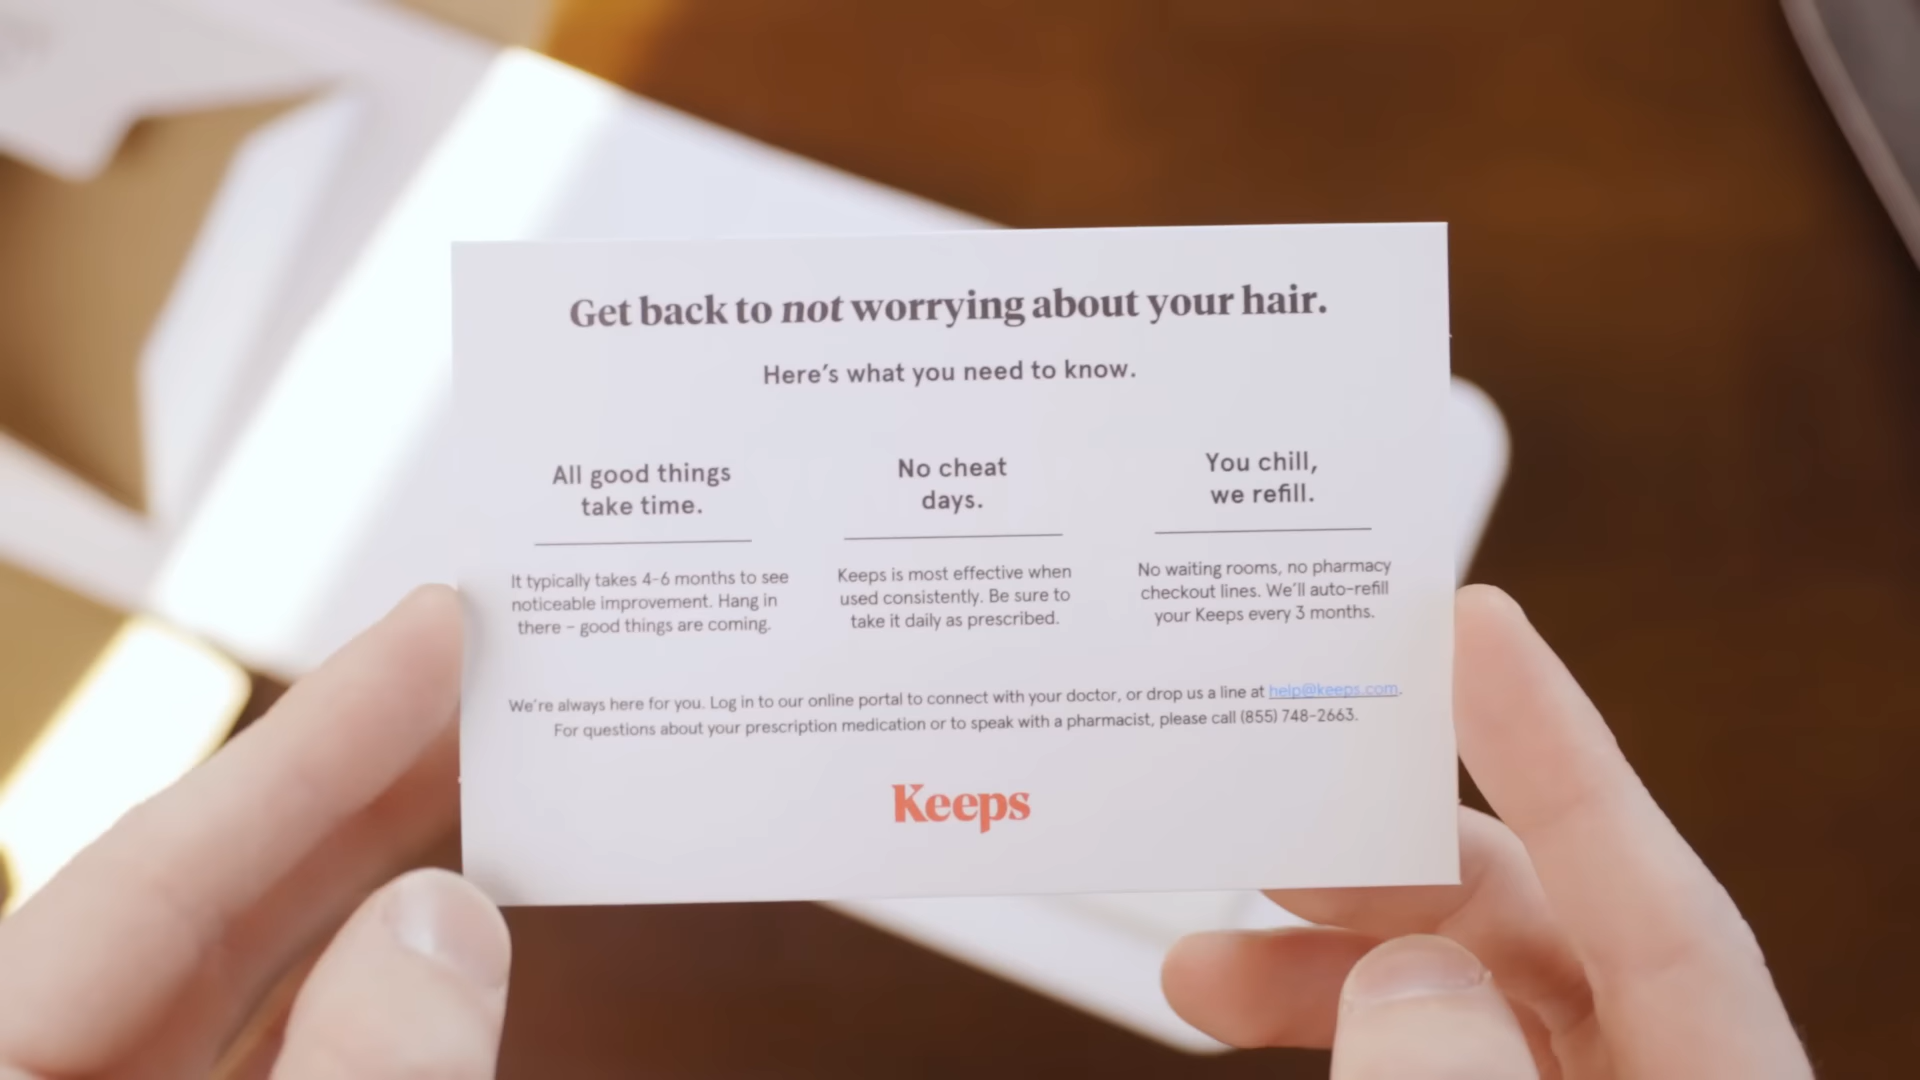 Get back to not worrying about your hair.
Here's what you need to know.
All good things
take time.
It typically takes 4-6 months to see
noticeable improvement. Hang in
there – good things are coming.
No cheat
days.
Keeps is most effective when
used consistently. Be sure to
take it daily as prescribed.
You chill,
we refill.
No waiting rooms, no pharmacy
checkout lines. We'll auto-refill
your Keeps every 3 months.
We're always here for you. Log in to our online portal to connect with your doctor, or drop us a line at help@keeps.com.
For questions about your prescription medication or to speak with a pharmacist, please call (855) 748-2663.
Keeps